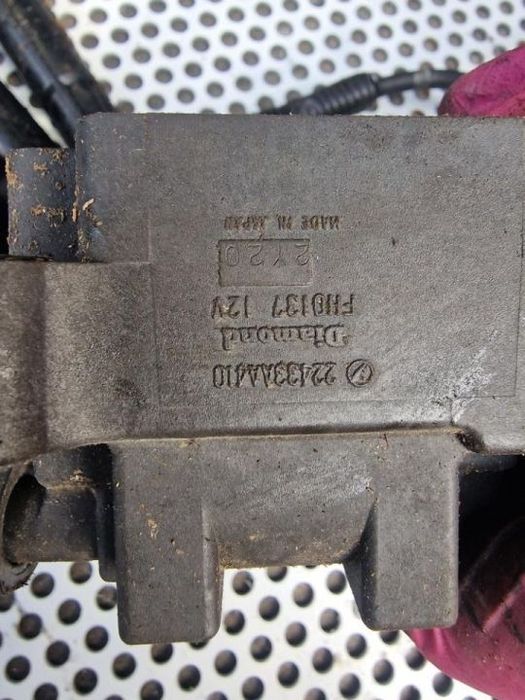 22433AA410
Diamond
FH0137 12V
2Y20
MADE IN JAPAN